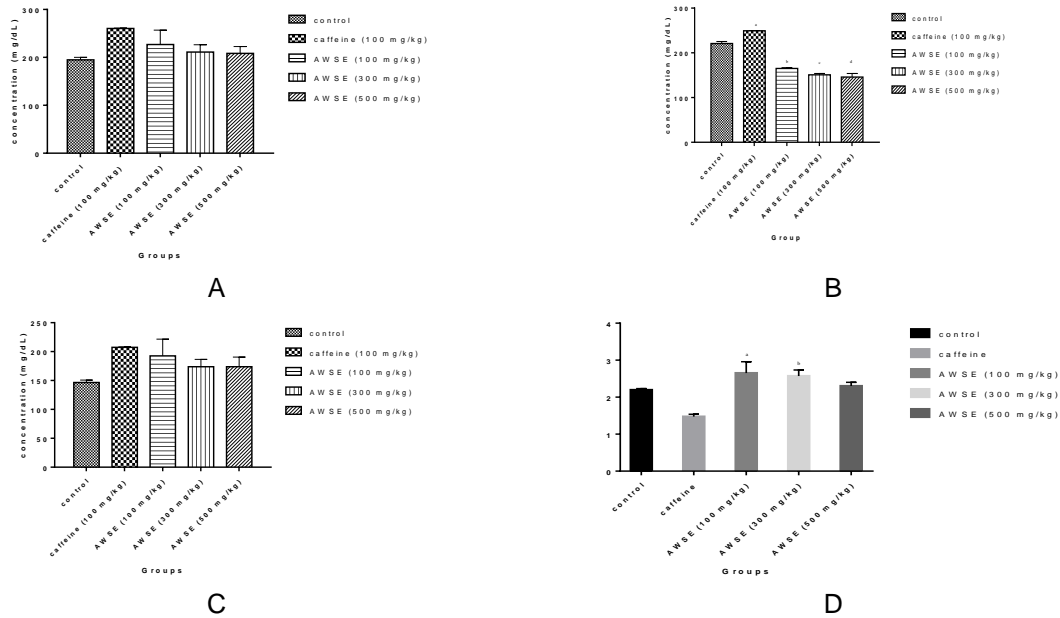 300
200
100
0
concentration (mg/dL)
control
caffeine (100 mg/kg)
AWSE (100 mg/kg)
AWSE (300 mg/kg)
AWSE (500 mg/kg)
Groups
control
caffeine (100 mg/kg)
AWSE (100 mg/kg)
AWSE (300 mg/kg)
AWSE (500 mg/kg)
A
300
200
100
0
concentration (mg/dL)
a
b
c
d
control
caffeine (100 mg/kg)
AWSE (100 mg/kg)
AWSE (300 mg/kg)
AWSE (500 mg/kg)
Group
control
caffeine (100 mg/kg)
AWSE (100 mg/kg)
AWSE (300 mg/kg)
AWSE (500 mg/kg)
B
250
200
150
100
50
0
concentration (mg/dL)
control
caffeine (100 mg/kg)
AWSE (100 mg/kg)
AWSE (300 mg/kg)
AWSE (500 mg/kg)
Groups
control
caffeine (100 mg/kg)
AWSE (100 mg/kg)
AWSE (300 mg/kg)
AWSE (500 mg/kg)
C
4
3
2
1
0
a
b
control
caffeine
AWSE (100 mg/kg)
AWSE (300 mg/kg)
AWSE (500 mg/kg)
Groups
control
caffeine
AWSE (100 mg/kg)
AWSE (300 mg/kg)
AWSE (500 mg/kg)
D